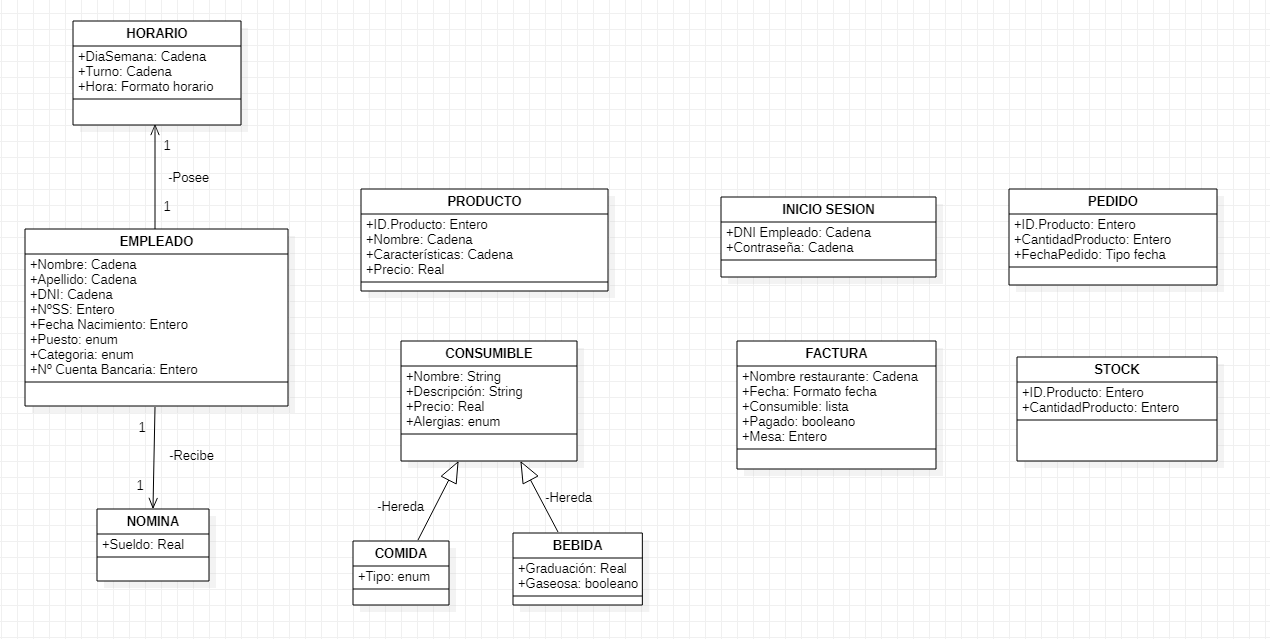 HORARIO
+DiaSemana: Cadena
+Turno: Cadena
+Hora: Formato horario
1
-Posee
1
EMPLEADO
+Nombre: Cadena
+Apellido: Cadena
+DNI: Cadena
+NºSS: Entero
+Fecha Nacimiento: Entero
+Puesto: enum
+Categoria: enum
+Nº Cuenta Bancaria: Entero
1
-Recibe
1
NOMINA
+Sueldo: Real
PRODUCTO
+ID.Producto: Entero
+Nombre: Cadena
+Características: Cadena
+Precio: Real
CONSUMIBLE
+Nombre: String
+Descripción: String
+Precio: Real
+Alergias: enum
-Hereda
-Hereda
COMIDA
+Tipo: enum
BEBIDA
+Graduación: Real
+Gaseosa: booleano
INICIO SESION
+DNI Empleado: Cadena
+Contraseña: Cadena
FACTURA
+Nombre restaurante: Cadena
+Fecha: Formato fecha
+Consumible: lista
+Pagado: booleano
+Mesa: Entero
PEDIDO
+ID.Producto: Entero
+CantidadProducto: Entero
+FechaPedido: Tipo fecha
STOCK
+ID.Producto: Entero
+CantidadProducto: Entero